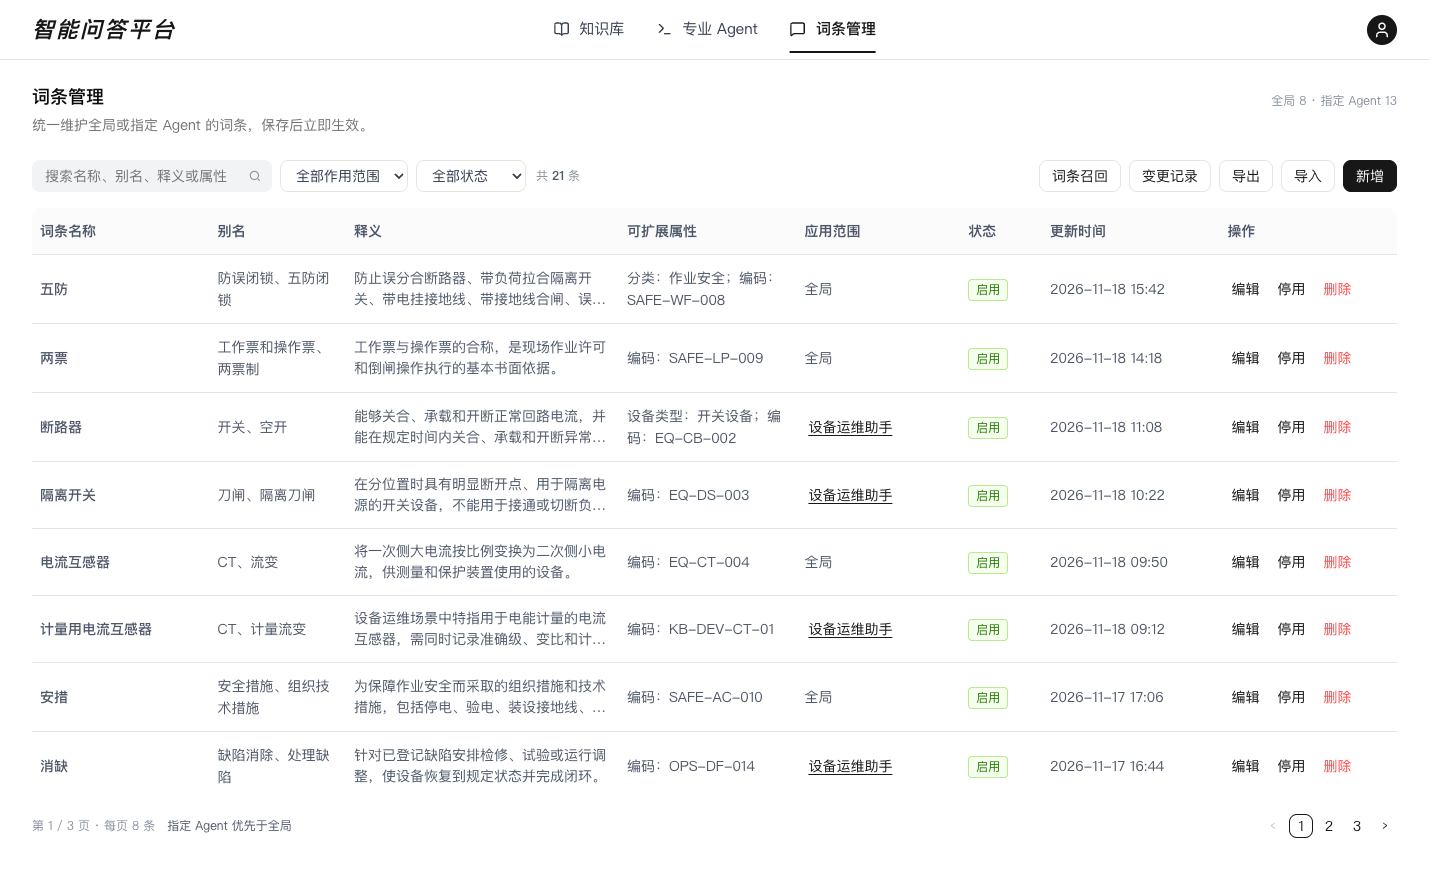 智能问答平台
知识库
专业 Agent
词条管理
词条管理
全局 8 · 指定 Agent 13
统一维护全局或指定 Agent 的词条，保存后立即生效。
搜索名称、别名、释义或属性
全部作用范围
全部状态
共 21 条
词条召回
变更记录
导出
导入
新增
词条名称 别名 释义 可扩展属性 应用范围 状态 更新时间 操作
五防
防误闭锁、五防闭
锁
防止误分合断路器、带负荷拉合隔离开
关、带电挂接地线、带接地线合闸、误...
分类：作业安全；编码：
SAFE-WF-008
全局
启用
2026-11-18 15:42
编辑 停用 删除
两票
工作票和操作票、
两票制
工作票与操作票的合称，是现场作业许可
和倒闸操作执行的基本书面依据。
编码：SAFE-LP-009
全局
启用
2026-11-18 14:18
编辑 停用 删除
断路器
开关、空开
能够关合、承载和开断正常回路电流，并
能在规定时间内关合、承载和开断异常...
设备类型：开关设备；编
码：EQ-CB-002
设备运维助手
启用
2026-11-18 11:08
编辑 停用 删除
隔离开关
刀闸、隔离刀闸
在分位置时具有明显断开点、用于隔离电
源的开关设备，不能用于接通或切断负...
编码：EQ-DS-003
设备运维助手
启用
2026-11-18 10:22
编辑 停用 删除
电流互感器
CT、流变
将一次侧大电流按比例变换为二次侧小电
流，供测量和保护装置使用的设备。
编码：EQ-CT-004
全局
启用
2026-11-18 09:50
编辑 停用 删除
计量用电流互感器
CT、计量流变
设备运维场景中特指用于电能计量的电流
互感器，需同时记录准确级、变比和计...
编码：KB-DEV-CT-01
设备运维助手
启用
2026-11-18 09:12
编辑 停用 删除
安措
安全措施、组织技
术措施
为保障作业安全而采取的组织措施和技术
措施，包括停电、验电、装设接地线、...
编码：SAFE-AC-010
全局
启用
2026-11-17 17:06
编辑 停用 删除
消缺
缺陷消除、处理缺
陷
针对已登记缺陷安排检修、试验或运行调
整，使设备恢复到规定状态并完成闭环。
编码：OPS-DF-014
设备运维助手
启用
2026-11-17 16:44
编辑 停用 删除
第 1 / 3 页 · 每页 8 条 指定 Agent 优先于全局
< 1 2 3 >